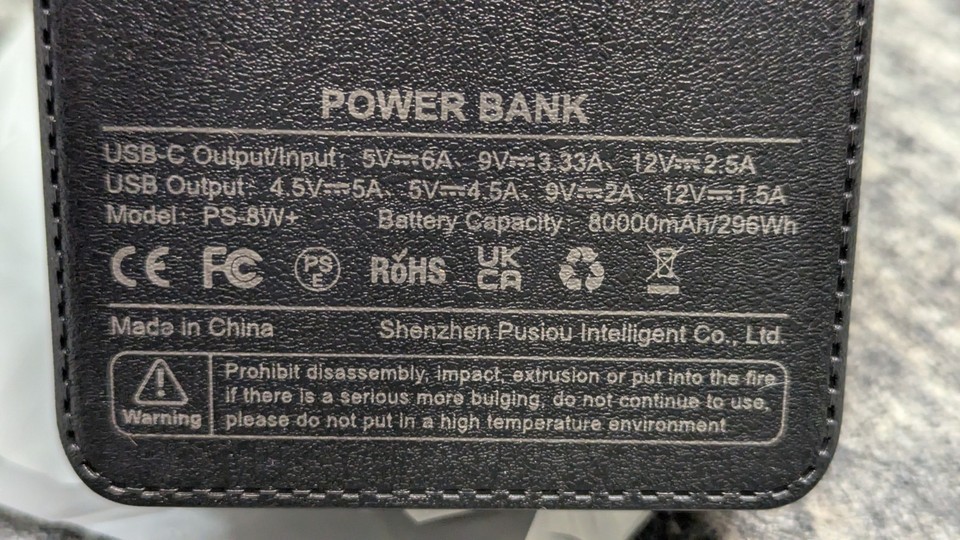 POWER BANK
USB-C Output/Input: 5V⎓6A、 9V⎓3.33A、 12V⎓2.5A
USB Output: 4.5V⎓5A、 5V⎓4.5A、 9V⎓2A、 12V⎓1.5A
Model: PS-8W+ Battery Capacity: 80000mAh/296Wh
CE FC PSE RoHS UKCA
Made in China Shenzhen Pusiou Intelligent Co., Ltd.
Prohibit disassembly, impact, extrusion or put into the fire
if there is a serious more bulging, do not continue to use,
Warning please do not put in a high temperature environment